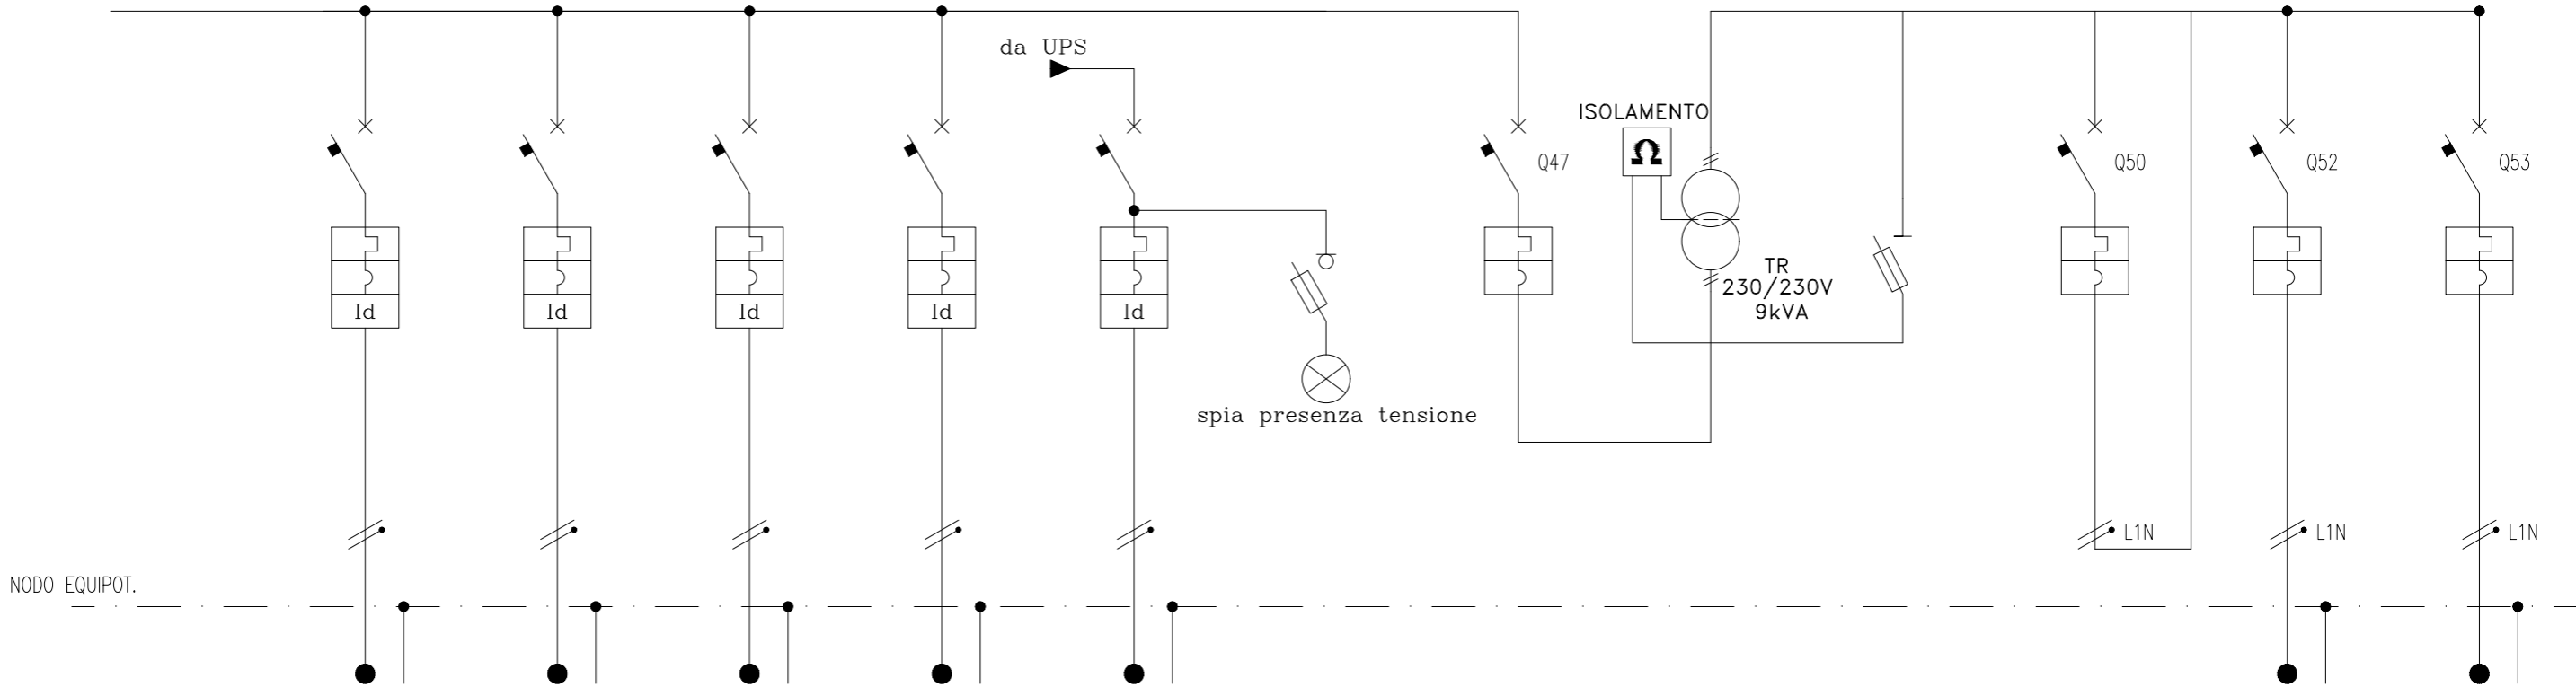 da UPS
ISOLAMENTO
Ω
Q47
Q50
Q52
Q53
TR
230/230V
9kVA
Id
Id
Id
Id
Id
spia presenza tensione
L1N
L1N
L1N
NODO EQUIPOT.